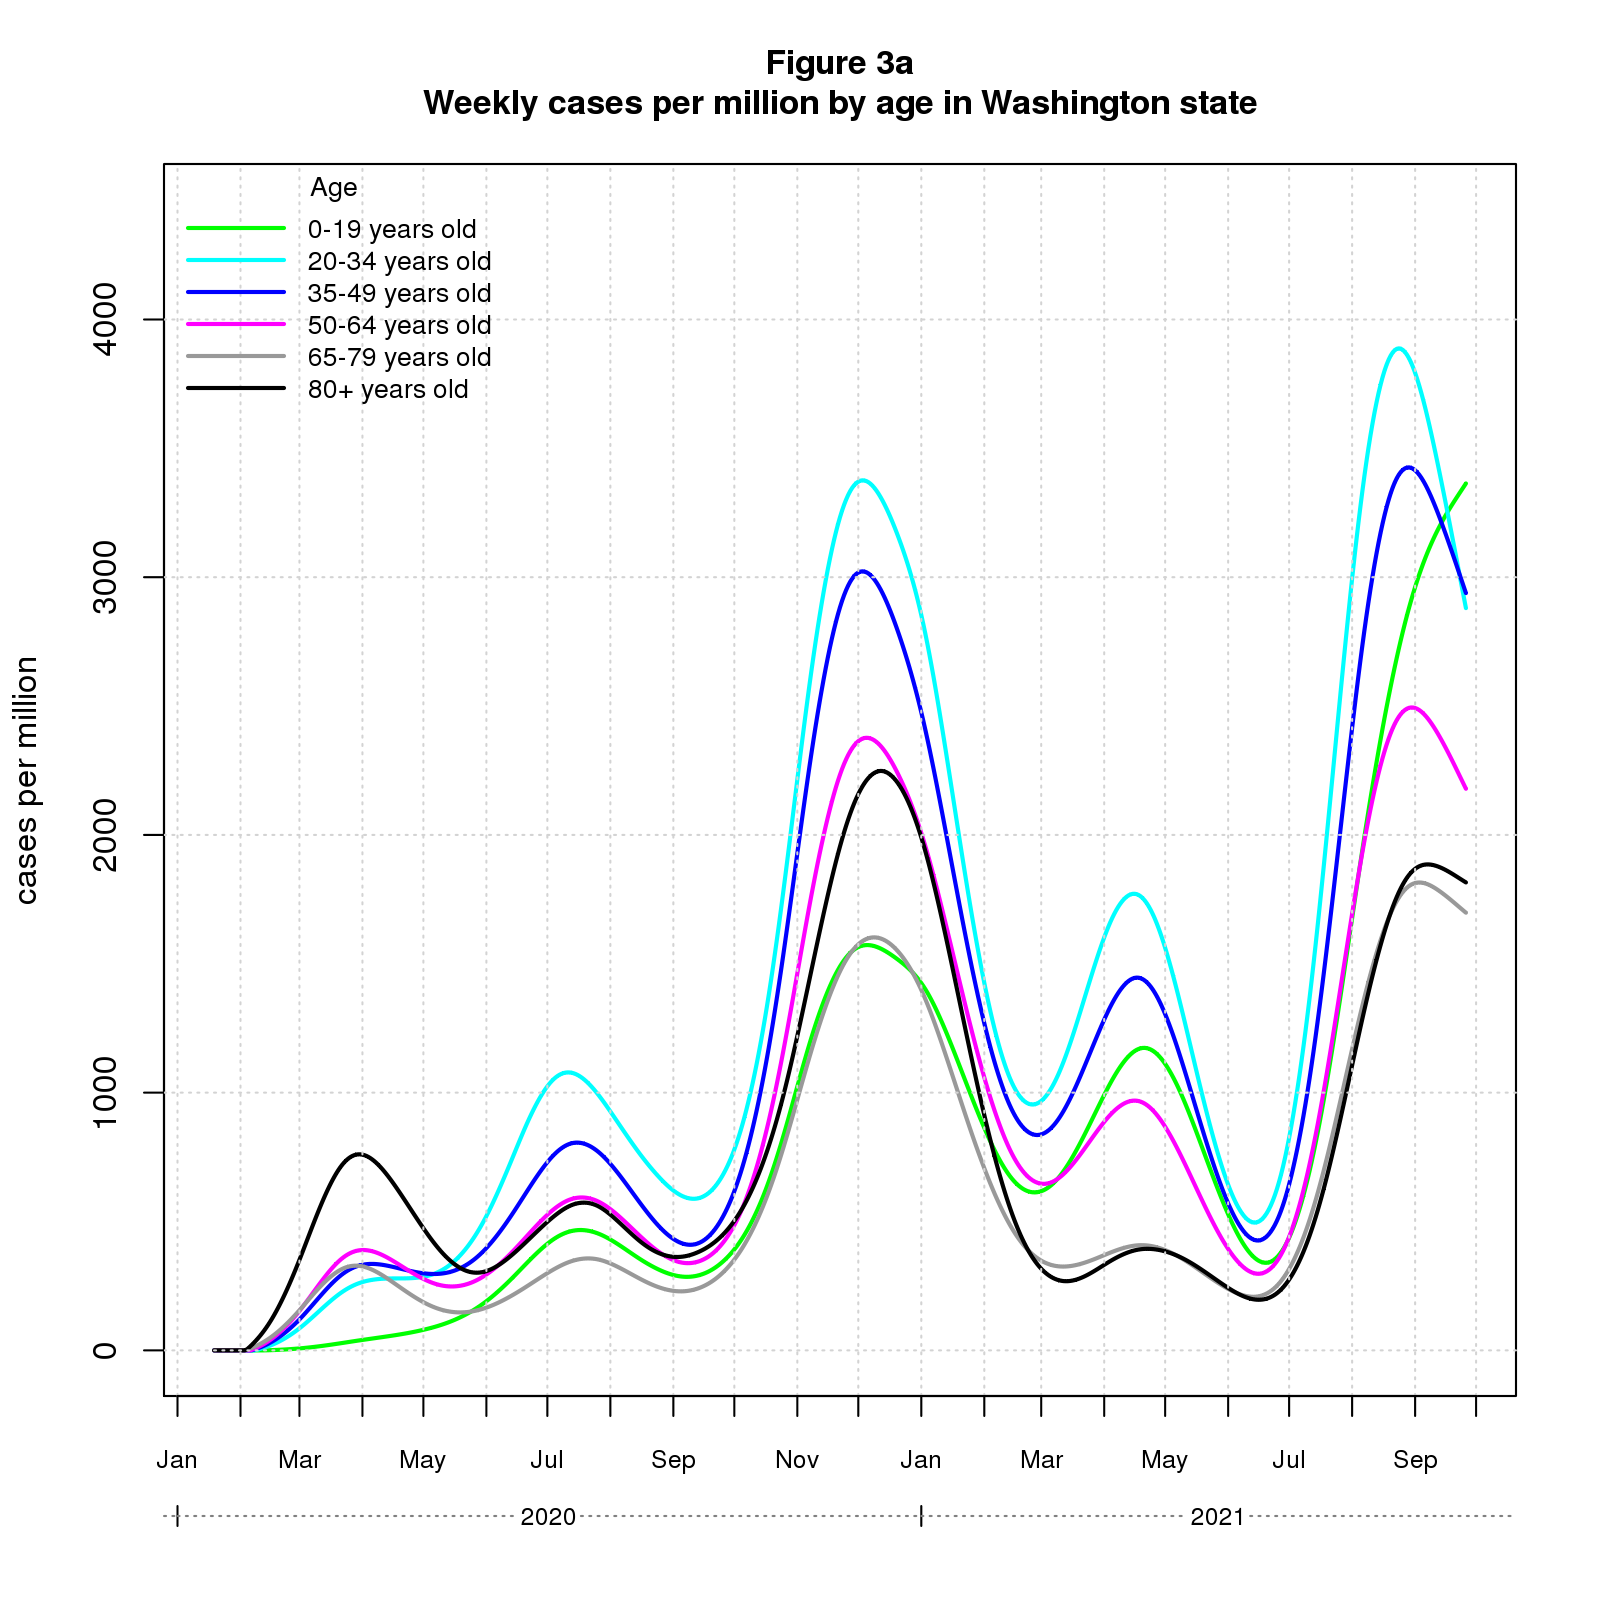 Figure 3a
Weekly cases per million by age in Washington state
Age
0-19 years old
20-34 years old
35-49 years old
50-64 years old
65-79 years old
80+ years old
cases per million
4000
3000
2000
1000
0
Jan Mar May Jul Sep Nov Jan Mar May Jul Sep
2020 2021